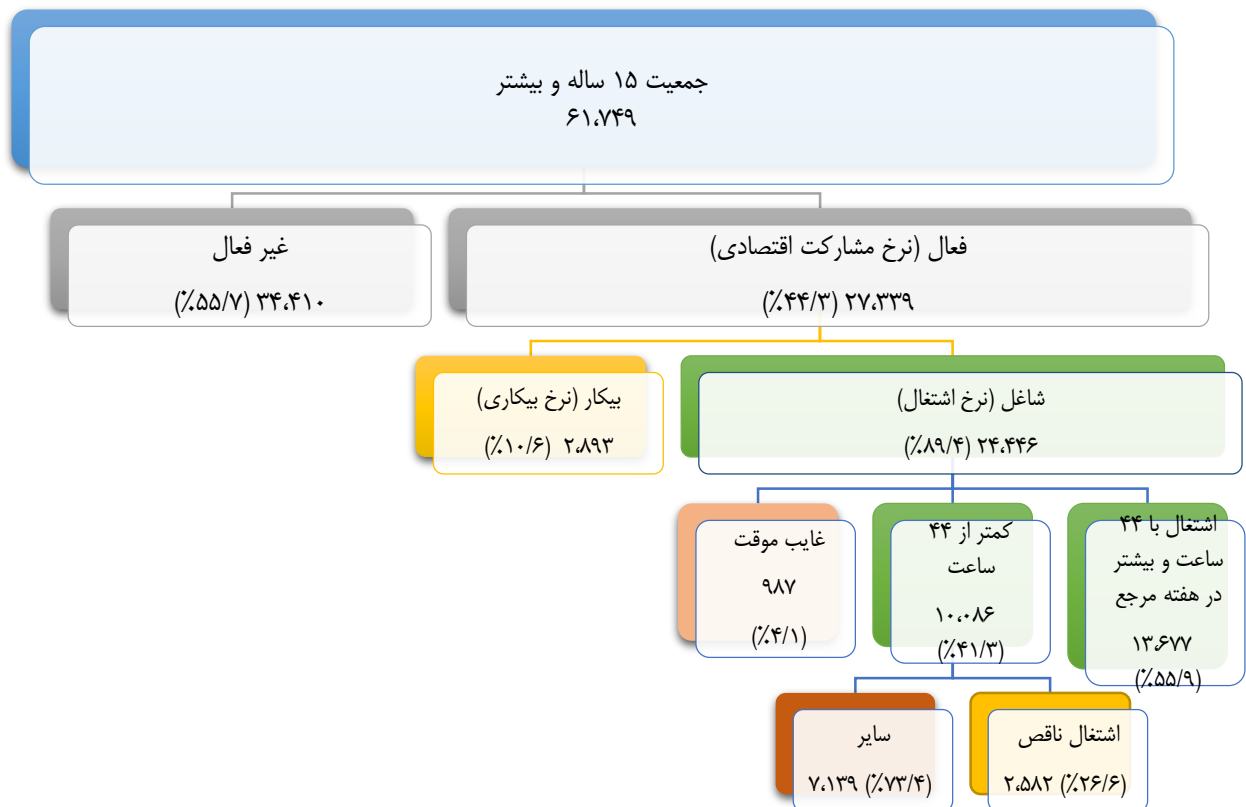 جمعیت ۱۵ ساله و بیشتر
۶۱،۷۴۹
فعال (نرخ مشارکت اقتصادی)
۲۷،۳۳۹ (٪۴۴/۳)
غیر فعال
۳۴،۴۱۰ (٪۵۵/۷)
شاغل (نرخ اشتغال)
۲۴،۴۴۶ (٪۸۹/۴)
بیکار (نرخ بیکاری)
۲،۸۹۳ (٪۱۰/۶)
اشتغال با ۴۴
ساعت و بیشتر
در هفته مرجع
۱۳،۶۷۷
(٪۵۵/۹)
کمتر از ۴۴
ساعت
۱۰،۰۸۶
(٪۴۱/۳)
غایب موقت
۹۸۷
(٪۴/۱)
اشتغال ناقص
۲،۵۸۲ (٪۲۶/۶)
سایر
۷،۱۳۹ (٪۷۳/۴)